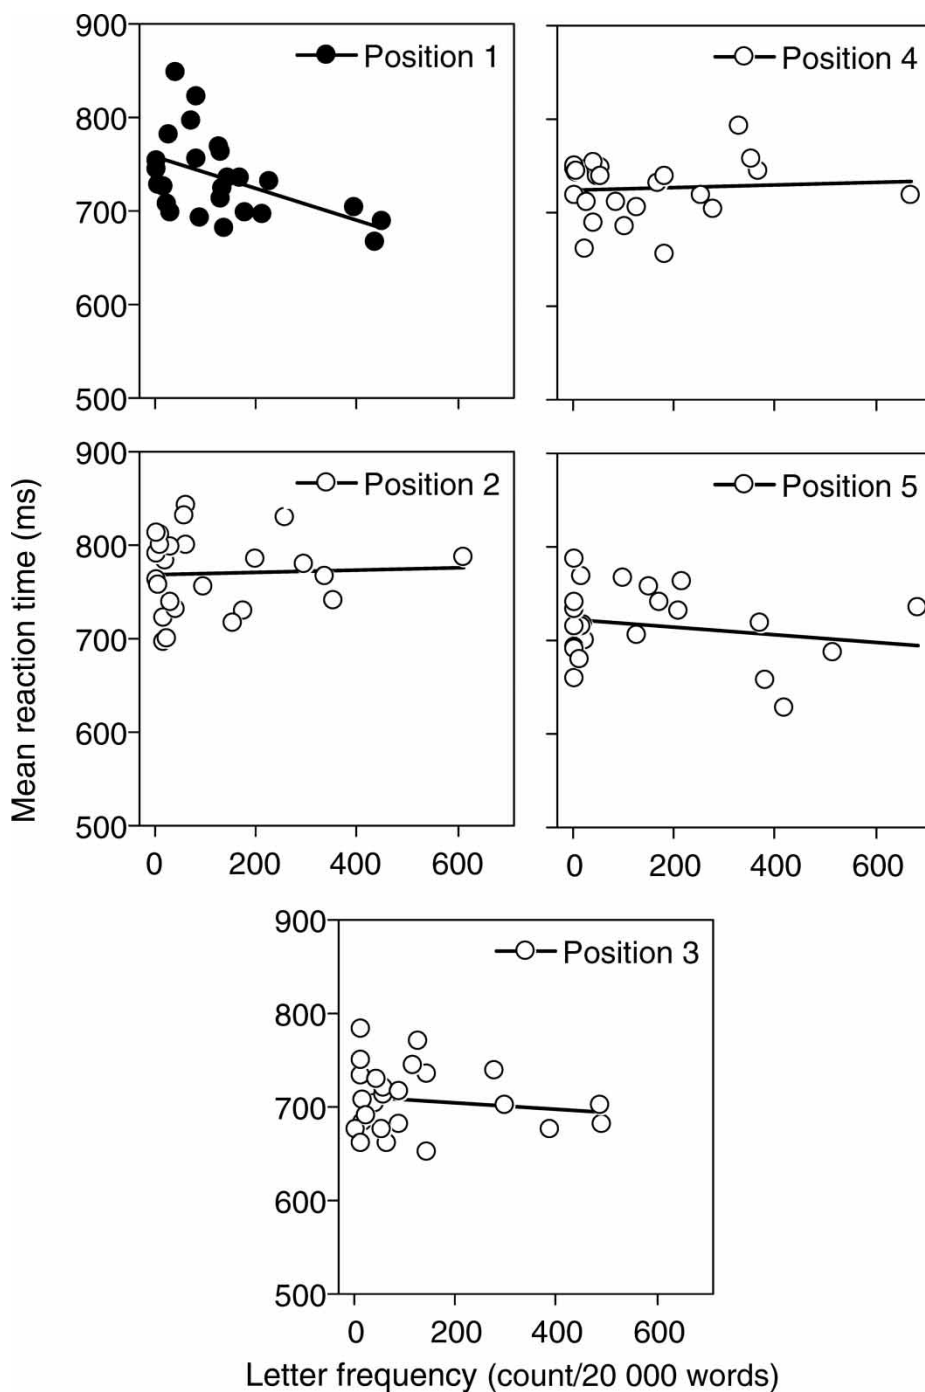 900
800
700
600
500
Position 1
Position 4
900
800
700
600
500
0 200 400 600
Position 2
0 200 400 600
Position 5
Mean reaction time (ms)
900
800
700
600
500
0 200 400 600
Position 3
Letter frequency (count/20 000 words)